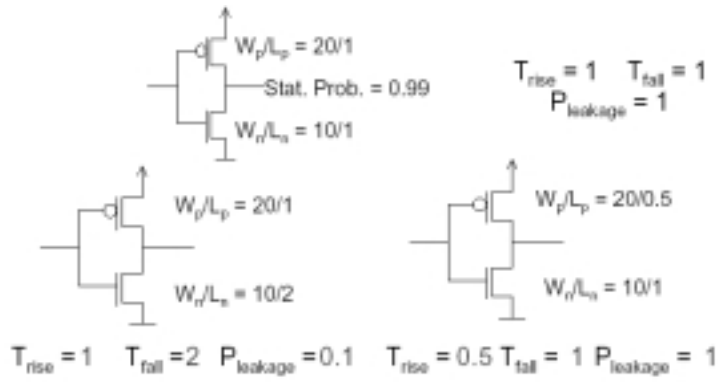 Wp/Lp = 20/1
Stat. Prob. = 0.99
Wn/Ln = 10/1
Trise = 1 Tfall = 1
Pleakage = 1
Wp/Lp = 20/1
Wn/Ln = 10/2
Wp/Lp = 20/0.5
Wn/Ln = 10/1
Trise = 1 Tfall =2 Pleakage =0.1
Trise = 0.5 Tfall = 1 Pleakage = 1